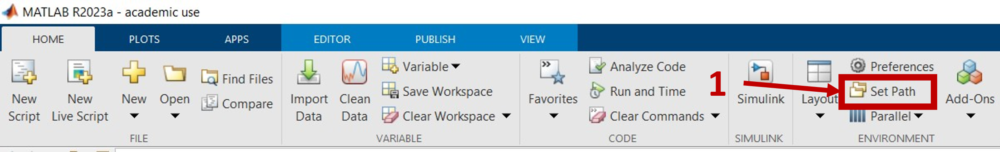 MATLAB R2023a - academic use
HOME PLOTS APPS EDITOR PUBLISH VIEW
New Script
New Live Script
New
Open
Find Files
Compare
FILE
Import Data
Clean Data
Variable
Save Workspace
Clear Workspace
VARIABLE
Favorites
Analyze Code
Run and Time
Clear Commands
CODE
1
Simulink
SIMULINK
Layout
Preferences
Set Path
Parallel
Add-Ons
ENVIRONMENT